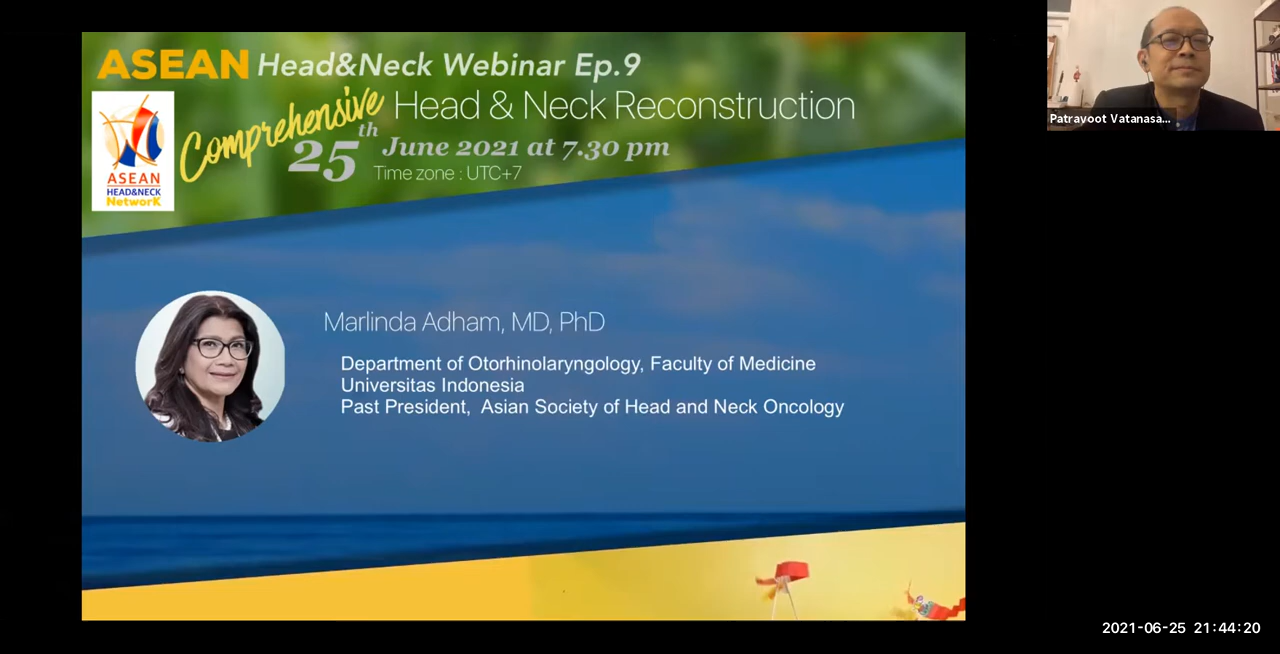 ASEAN Head&Neck Webinar Ep.9
Comprehensive Head & Neck Reconstruction
25th June 2021 at 7.30 pm
Time zone : UTC+7
ASEAN
HEAD&NECK
NetworK
Marlinda Adham, MD, PhD
Department of Otorhinolaryngology, Faculty of Medicine
Universitas Indonesia
Past President, Asian Society of Head and Neck Oncology
Patravoot Vatanasa...
2021-06-25 21:44:20